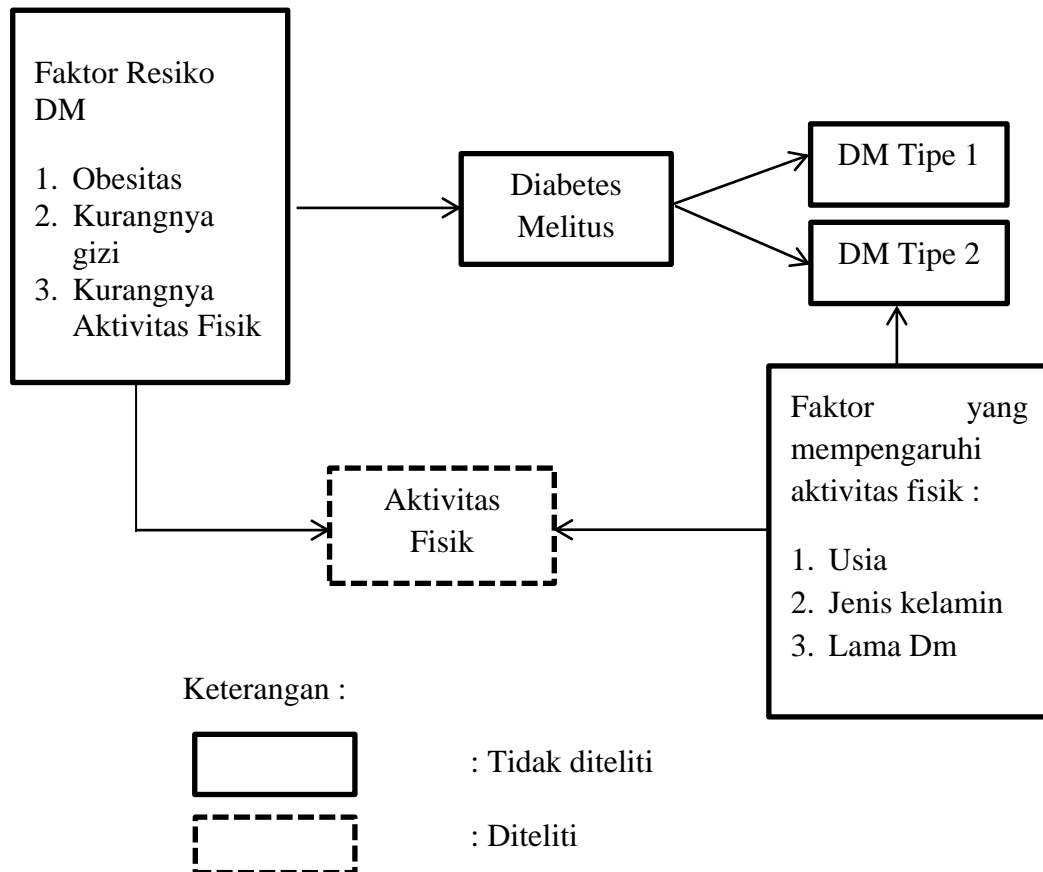 Faktor Resiko
DM
1. Obesitas
2. Kurangnya
gizi
3. Kurangnya
Aktivitas Fisik
Diabetes
Melitus
DM Tipe 1
DM Tipe 2
Faktor yang
mempengaruhi
aktivitas fisik :
1. Usia
2. Jenis kelamin
3. Lama Dm
Aktivitas
Fisik
Keterangan :
: Tidak diteliti
: Diteliti